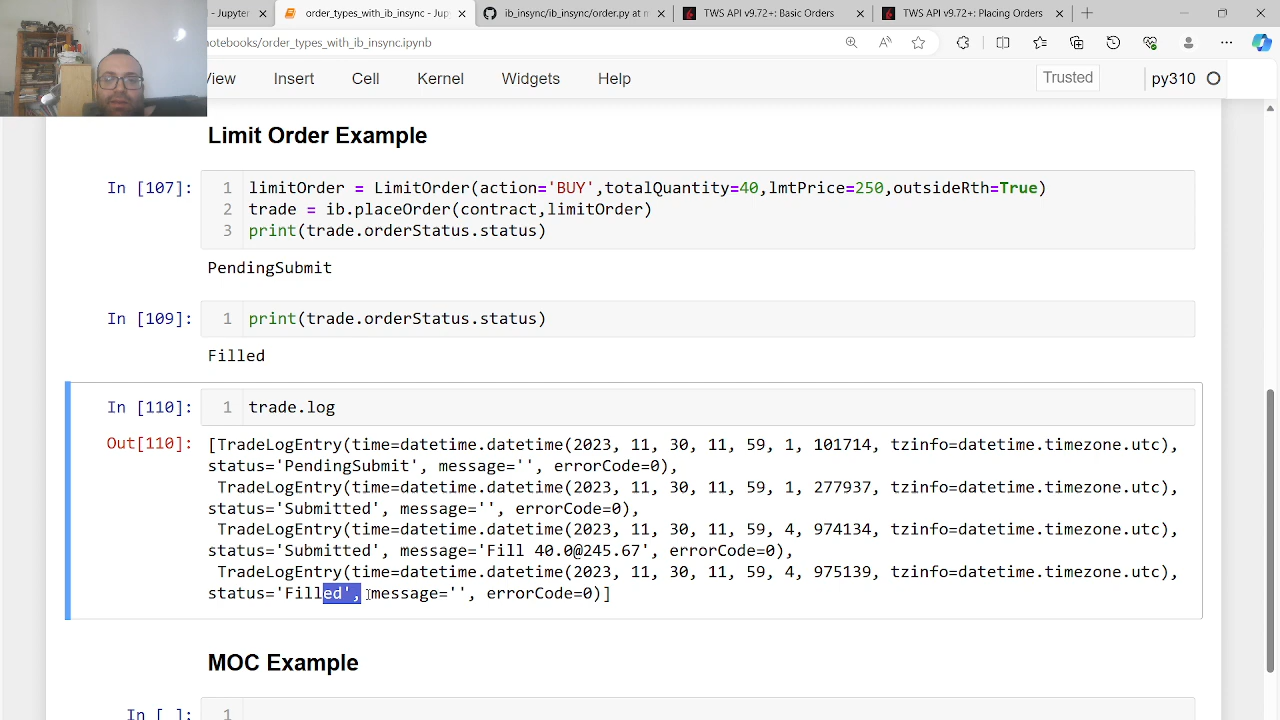 - Jupyter
order_types_with_ib_insync - Jup
ib_insync/ib_insync/order.py at m
TWS API v9.72+: Basic Orders
TWS API v9.72+: Placing Orders
notebooks/order_types_with_ib_insync.ipynb
View Insert Cell Kernel Widgets Help
Trusted
py310
Limit Order Example
In [107]:
1 limitOrder = LimitOrder(action='BUY',totalQuantity=40,lmtPrice=250,outsideRth=True)
2 trade = ib.placeOrder(contract,limitOrder)
3 print(trade.orderStatus.status)
PendingSubmit
In [109]:
1 print(trade.orderStatus.status)
Filled
In [110]:
1 trade.log
Out[110]:
[TradeLogEntry(time=datetime.datetime(2023, 11, 30, 11, 59, 1, 101714, tzinfo=datetime.timezone.utc),
status='PendingSubmit', message='', errorCode=0),
TradeLogEntry(time=datetime.datetime(2023, 11, 30, 11, 59, 1, 277937, tzinfo=datetime.timezone.utc),
status='Submitted', message='', errorCode=0),
TradeLogEntry(time=datetime.datetime(2023, 11, 30, 11, 59, 4, 974134, tzinfo=datetime.timezone.utc),
status='Submitted', message='Fill 40.0@245.67', errorCode=0),
TradeLogEntry(time=datetime.datetime(2023, 11, 30, 11, 59, 4, 975139, tzinfo=datetime.timezone.utc),
status='Filled', message='', errorCode=0)]
MOC Example
In [ ]:
1